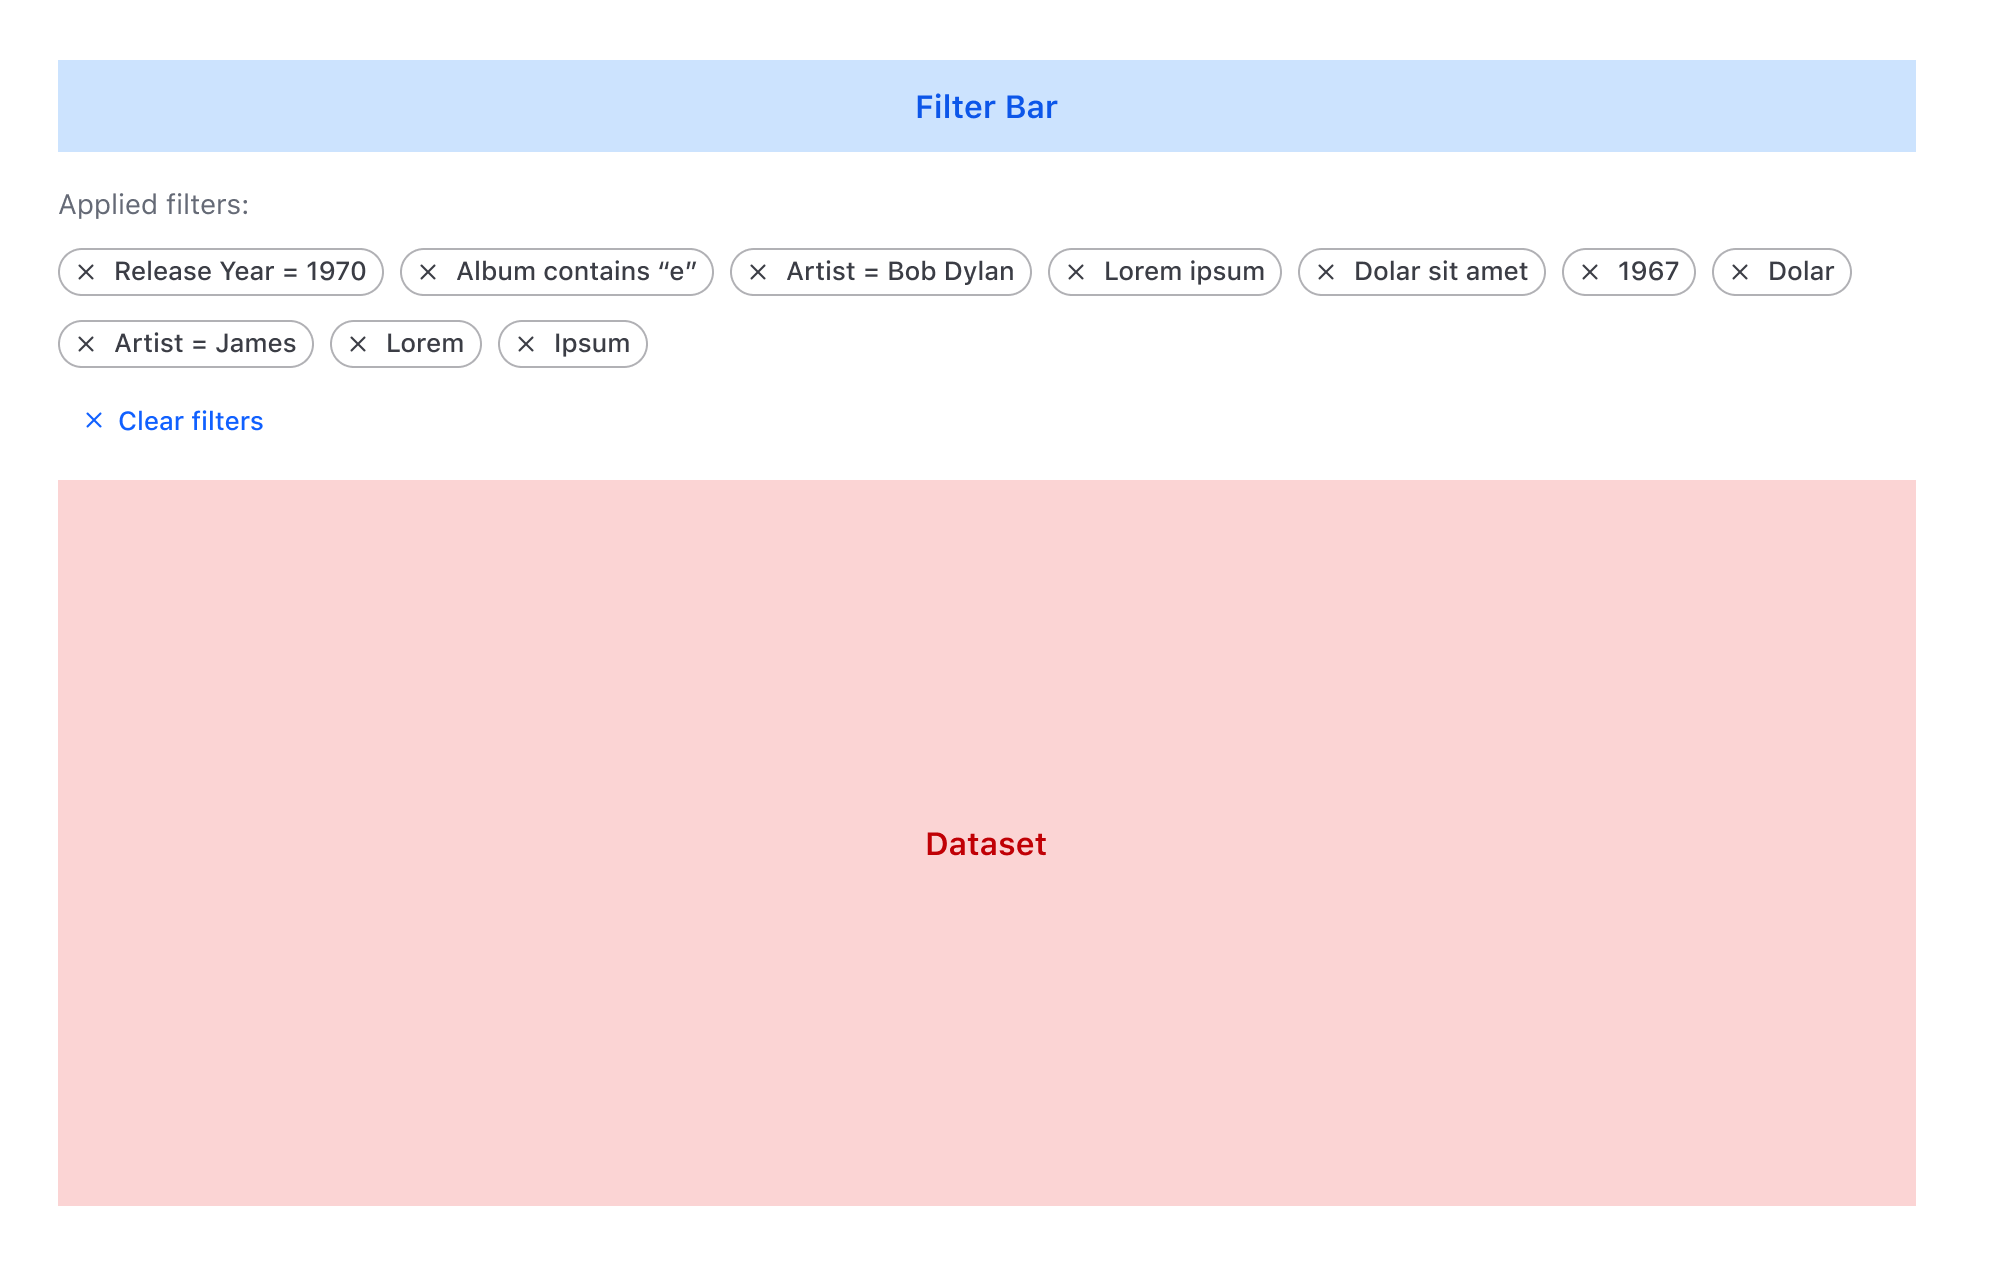 Filter Bar
Applied filters:
Release Year = 1970 Album contains “e” Artist = Bob Dylan Lorem ipsum Dolar sit amet 1967 Dolar
Artist = James Lorem Ipsum
Clear filters
Dataset